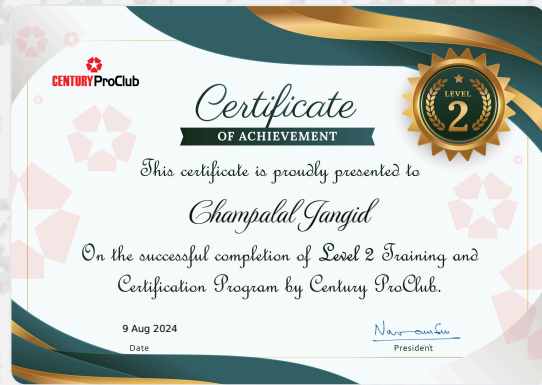 CENTURY ProClub
Certificate
OF ACHIEVEMENT
LEVEL
2
This certificate is proudly presented to
Champalal Jangid
On the successful completion of Level 2 Training and
Certification Program by Century ProClub.
9 Aug 2024
Date
President